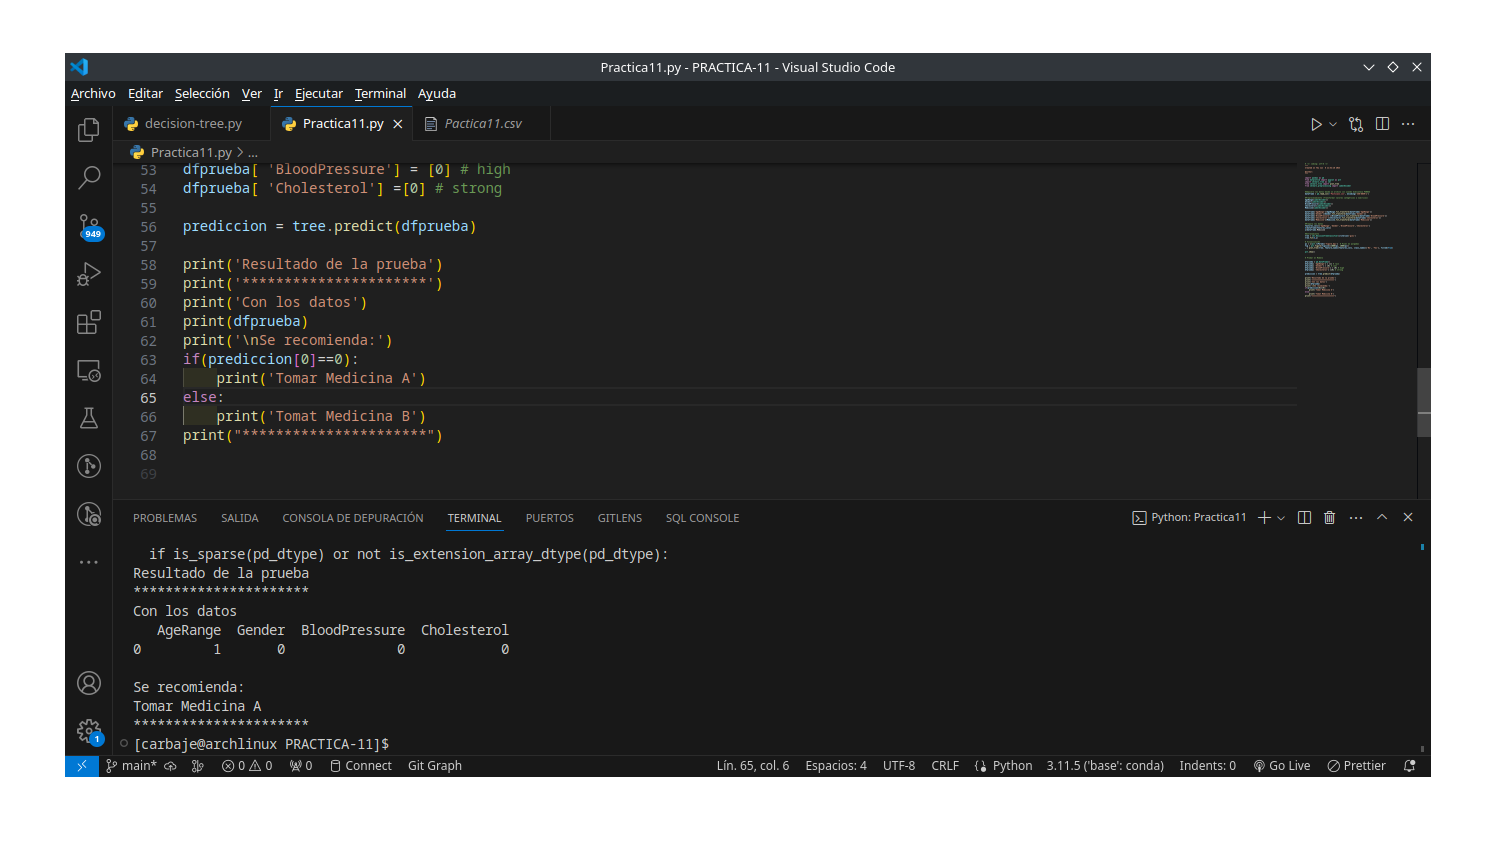 Practica11.py - PRACTICA-11 - Visual Studio Code
Archivo Editar Selección Ver Ir Ejecutar Terminal Ayuda
decision-tree.py Practica11.py Pactica11.csv
Practica11.py > ...
53 dfprueba[ 'BloodPressure'] = [0] # high
54 dfprueba[ 'Cholesterol'] =[0] # strong
55
56 prediccion = tree.predict(dfprueba)
57
58 print('Resultado de la prueba')
59 print('**********************')
60 print('Con los datos')
61 print(dfprueba)
62 print('\nSe recomienda:')
63 if(prediccion[0]==0):
64 print('Tomar Medicina A')
65 else:
66 print('Tomat Medicina B')
67 print("**********************")
68
69
949
1
PROBLEMAS SALIDA CONSOLA DE DEPURACIÓN TERMINAL PUERTOS GITLENS SQL CONSOLE Python: Practica11
if is_sparse(pd_dtype) or not is_extension_array_dtype(pd_dtype):
Resultado de la prueba
**********************
Con los datos
AgeRange Gender BloodPressure Cholesterol
0 1 0 0 0
Se recomienda:
Tomar Medicina A
**********************
[carbaje@archlinux PRACTICA-11]$
main* 0 0 0 Connect Git Graph Lín. 65, col. 6 Espacios: 4 UTF-8 CRLF Python 3.11.5 ('base': conda) Indents: 0 Go Live Prettier